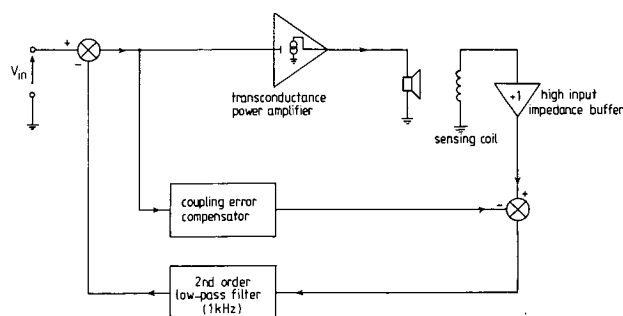 +
-
Vin
transconductance
power amplifier
sensing coil
+1
high input
impedance buffer
coupling error
compensator
-
+
2nd order
low-pass filter
(1kHz)